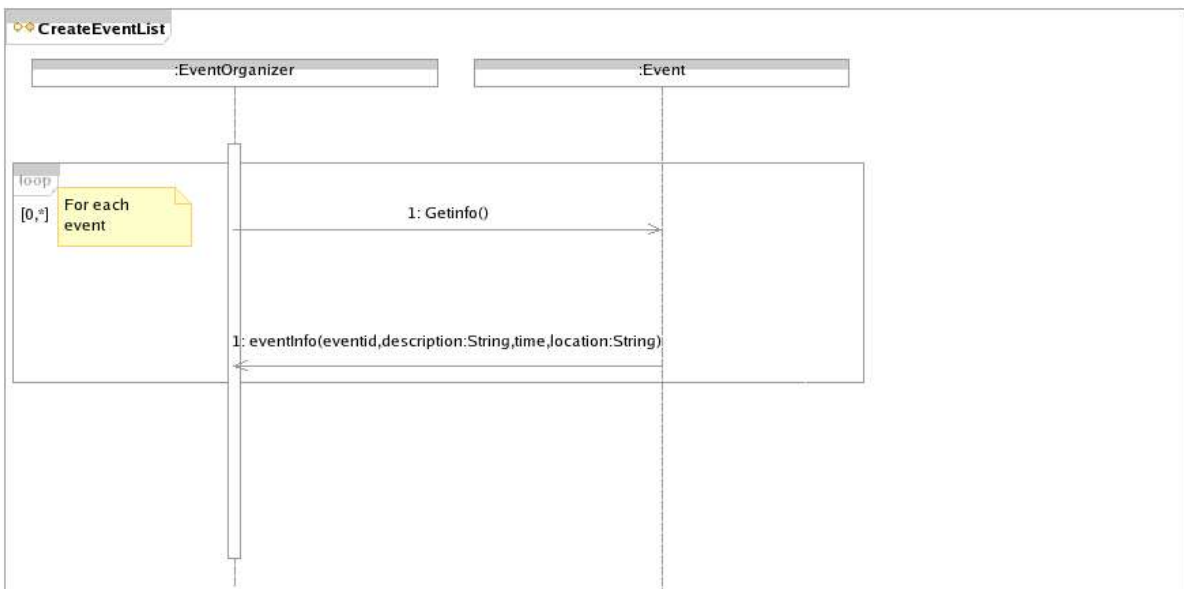 CreateEventList
:EventOrganizer
:Event
loop
[0,*]
For each
event
1: Getinfo()
1: eventInfo(eventid,description:String,time,location:String)